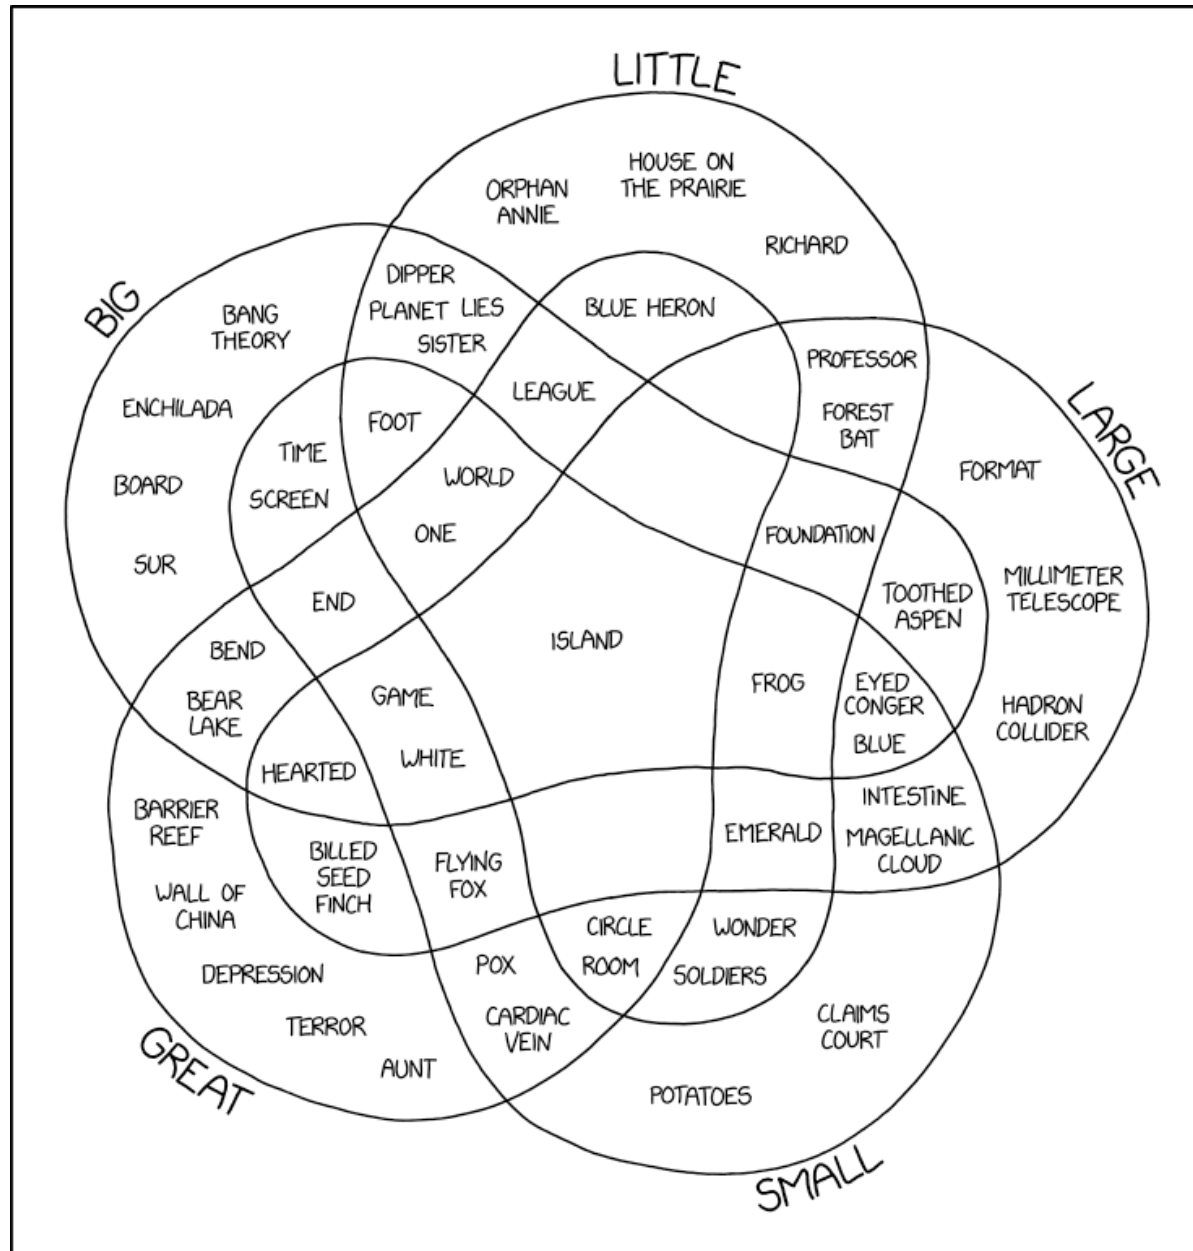 LITTLE
HOUSE ON
THE PRAIRIE
ORPHAN
ANNIE
RICHARD
BIG
DIPPER
PLANET LIES
SISTER
BLUE HERON
BANG
THEORY
PROFESSOR
LARGE
LEAGUE
ENCHILADA
FOOT
FOREST
BAT
TIME
FORMAT
BOARD
SCREEN
WORLD
ONE
FOUNDATION
SUR
MILLIMETER
TELESCOPE
TOOTHED
ASPEN
END
ISLAND
BEND
GAME
FROG
EYED
CONGER
BEAR
LAKE
HADRON
COLLIDER
BLUE
WHITE
HEARTED
INTESTINE
BARRIER
REEF
EMERALD
MAGELLANIC
CLOUD
BILLED
SEED
FINCH
FLYING
FOX
WALL OF
CHINA
CIRCLE
WONDER
DEPRESSION
POX
ROOM
SOLDIERS
TERROR
CARDIAC
VEIN
CLAIMS
COURT
AUNT
GREAT
POTATOES
SMALL